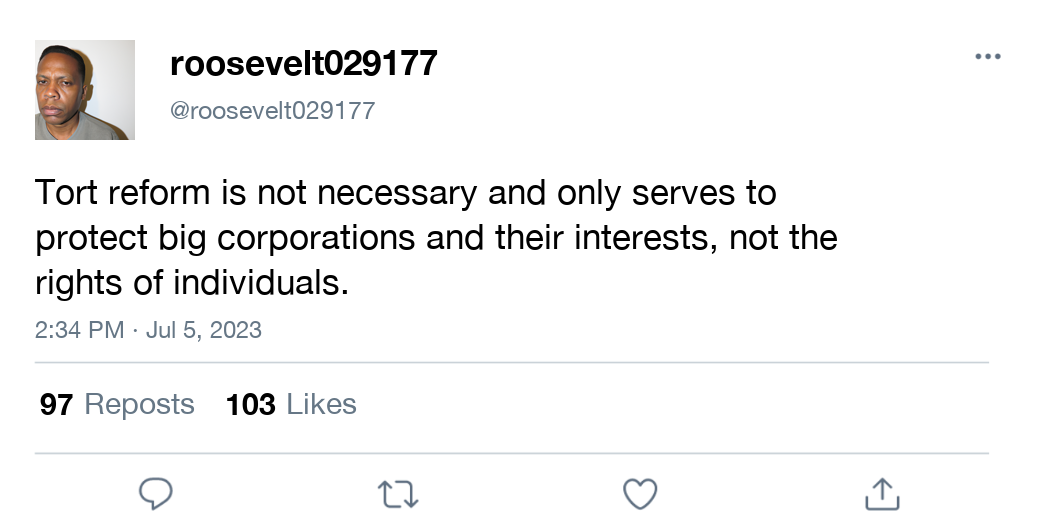 roosevelt029177
@roosevelt029177
Tort reform is not necessary and only serves to
protect big corporations and their interests, not the
rights of individuals.
2:34 PM · Jul 5, 2023
97 Reposts 103 Likes